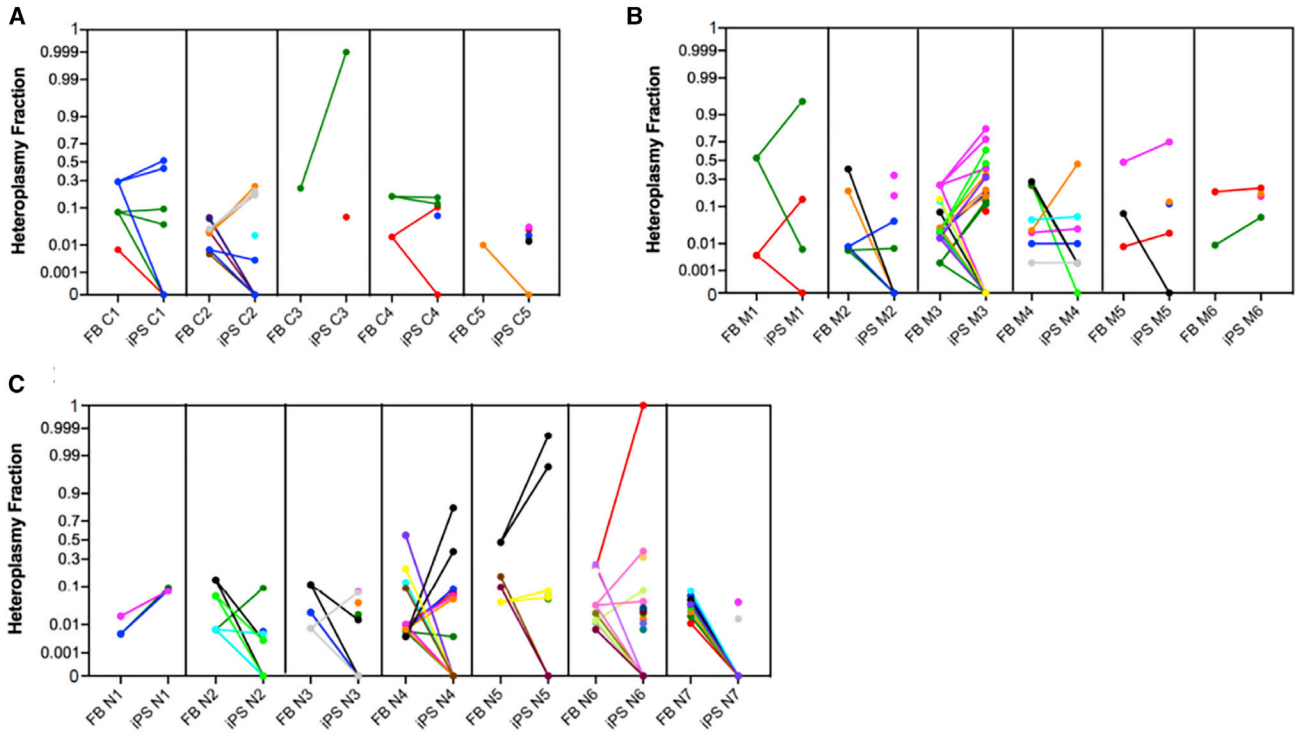 A
Heteroplasmy Fraction
1
0.999
0.99
0.9
0.7
0.5
0.3
0.1
0.01
0.001
0
FB C1
iPS C1
FB C2
iPS C2
FB C3
iPS C3
FB C4
iPS C4
FB C5
iPS C5
B
Heteroplasmy Fraction
1
0.999
0.99
0.9
0.7
0.5
0.3
0.1
0.01
0.001
0
FB M1
iPS M1
FB M2
iPS M2
FB M3
iPS M3
FB M4
iPS M4
FB M5
iPS M5
FB M6
iPS M6
C
Heteroplasmy Fraction
1
0.999
0.99
0.9
0.7
0.5
0.3
0.1
0.01
0.001
0
FB N1
iPS N1
FB N2
iPS N2
FB N3
iPS N3
FB N4
iPS N4
FB N5
iPS N5
FB N6
iPS N6
FB N7
iPS N7